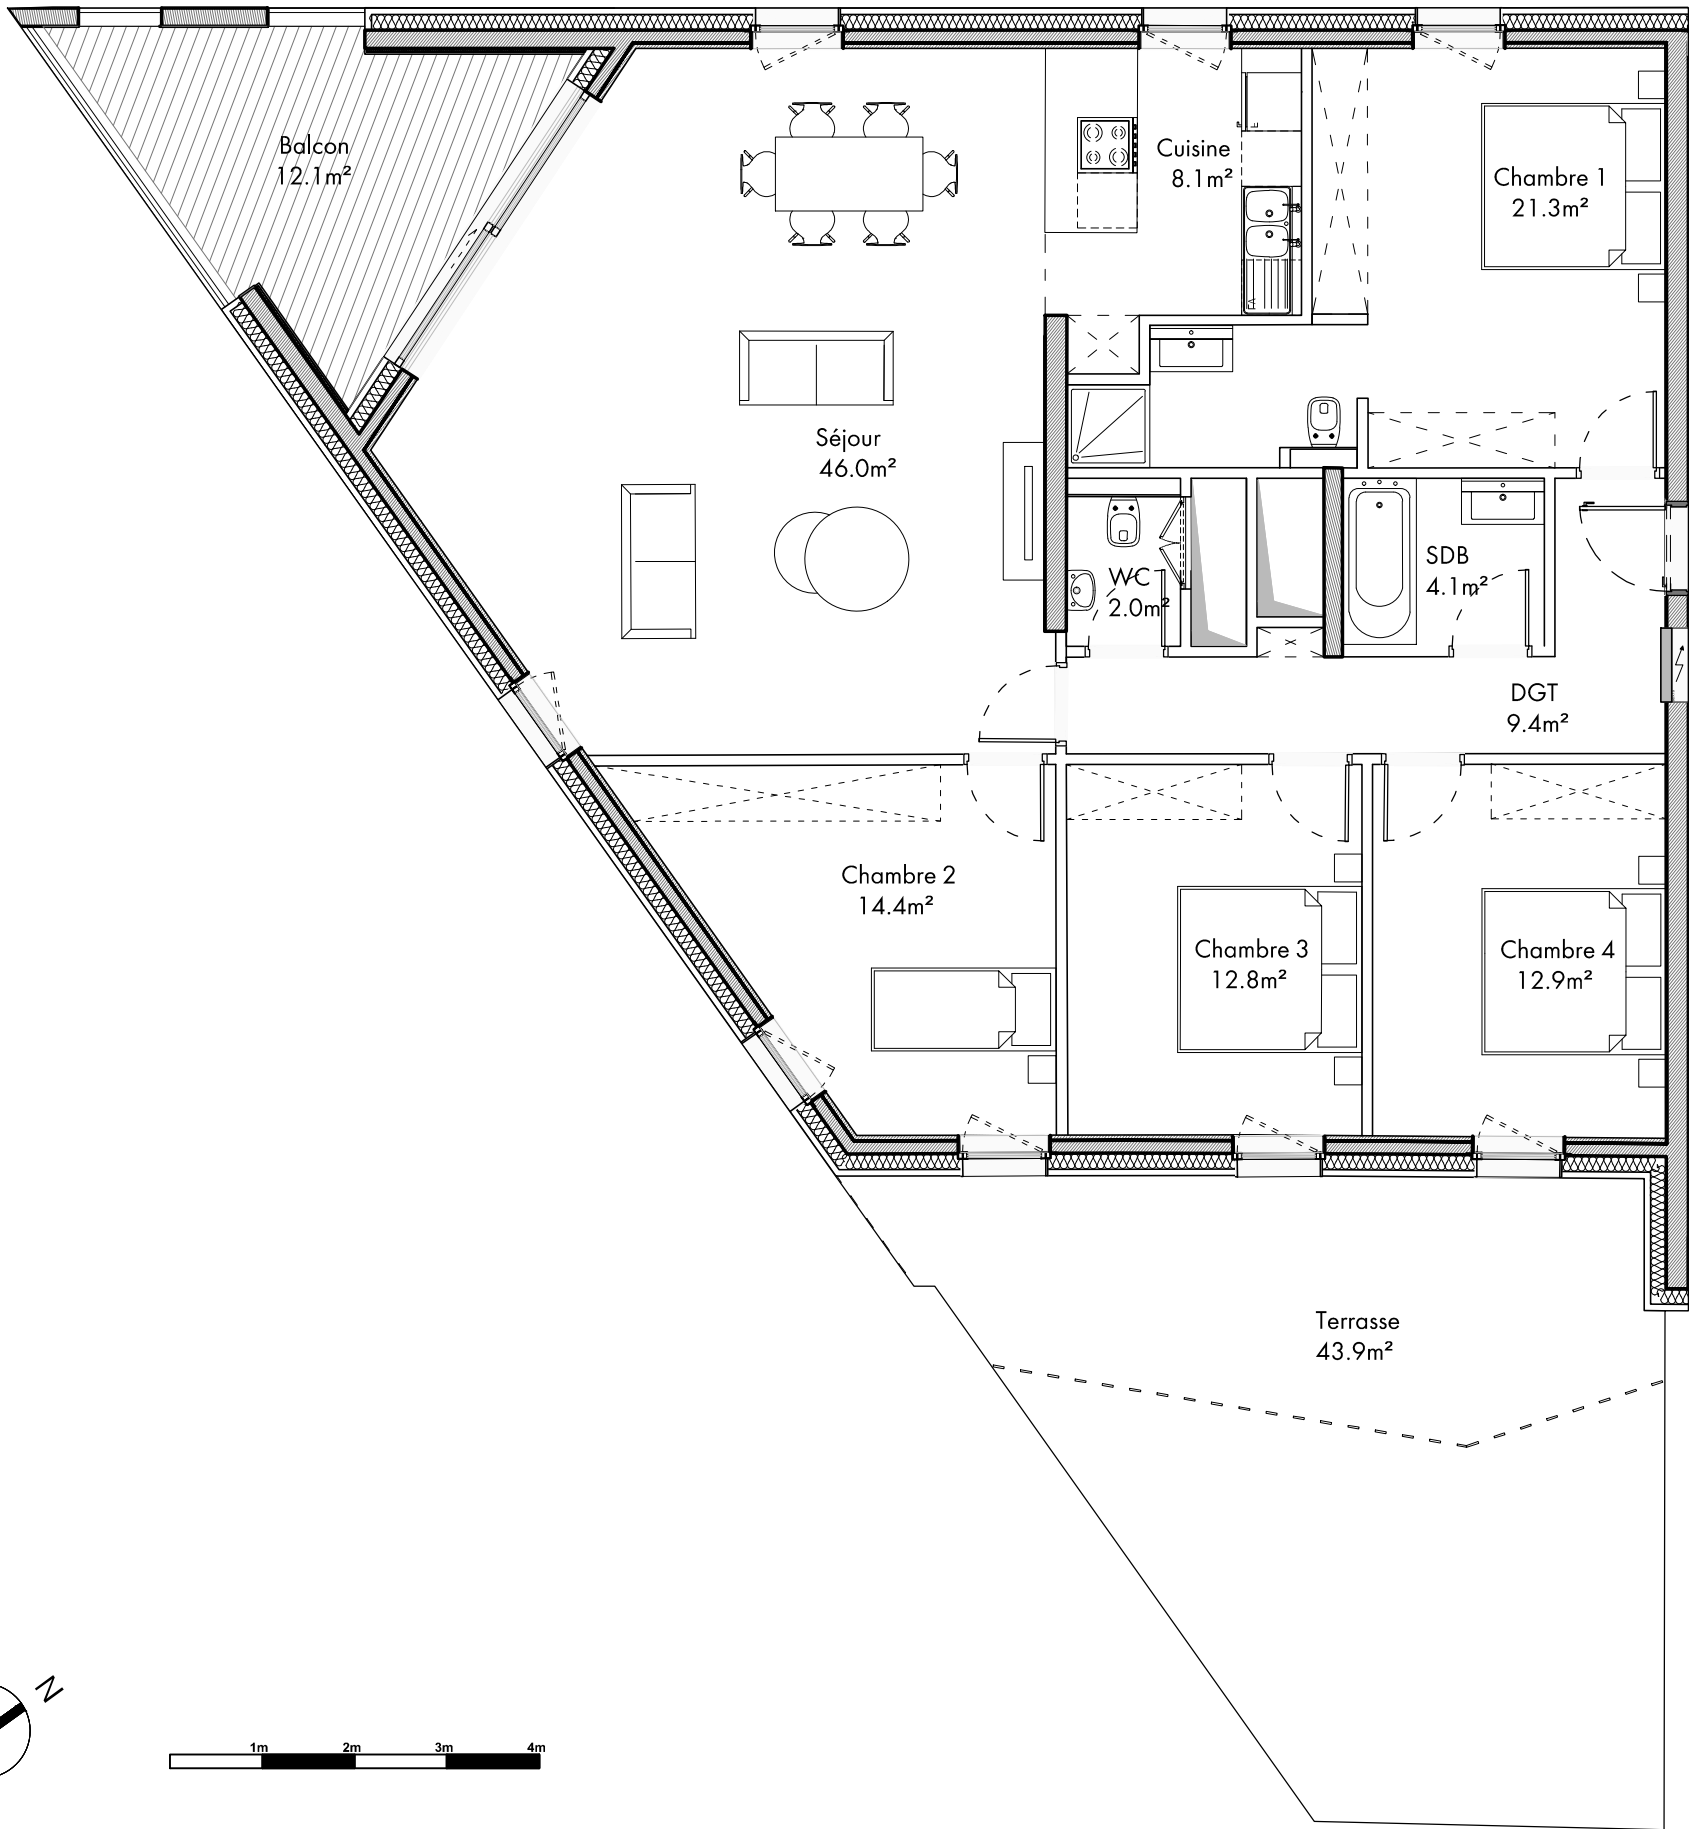 Balcon
12.1m²
Cuisine
8.1m²
Chambre 1
21.3m²
Séjour
46.0m²
WC
2.0m²
SDB
4.1m²
DGT
9.4m²
Chambre 2
14.4m²
Chambre 3
12.8m²
Chambre 4
12.9m²
Terrasse
43.9m²
N
1m 2m 3m 4m